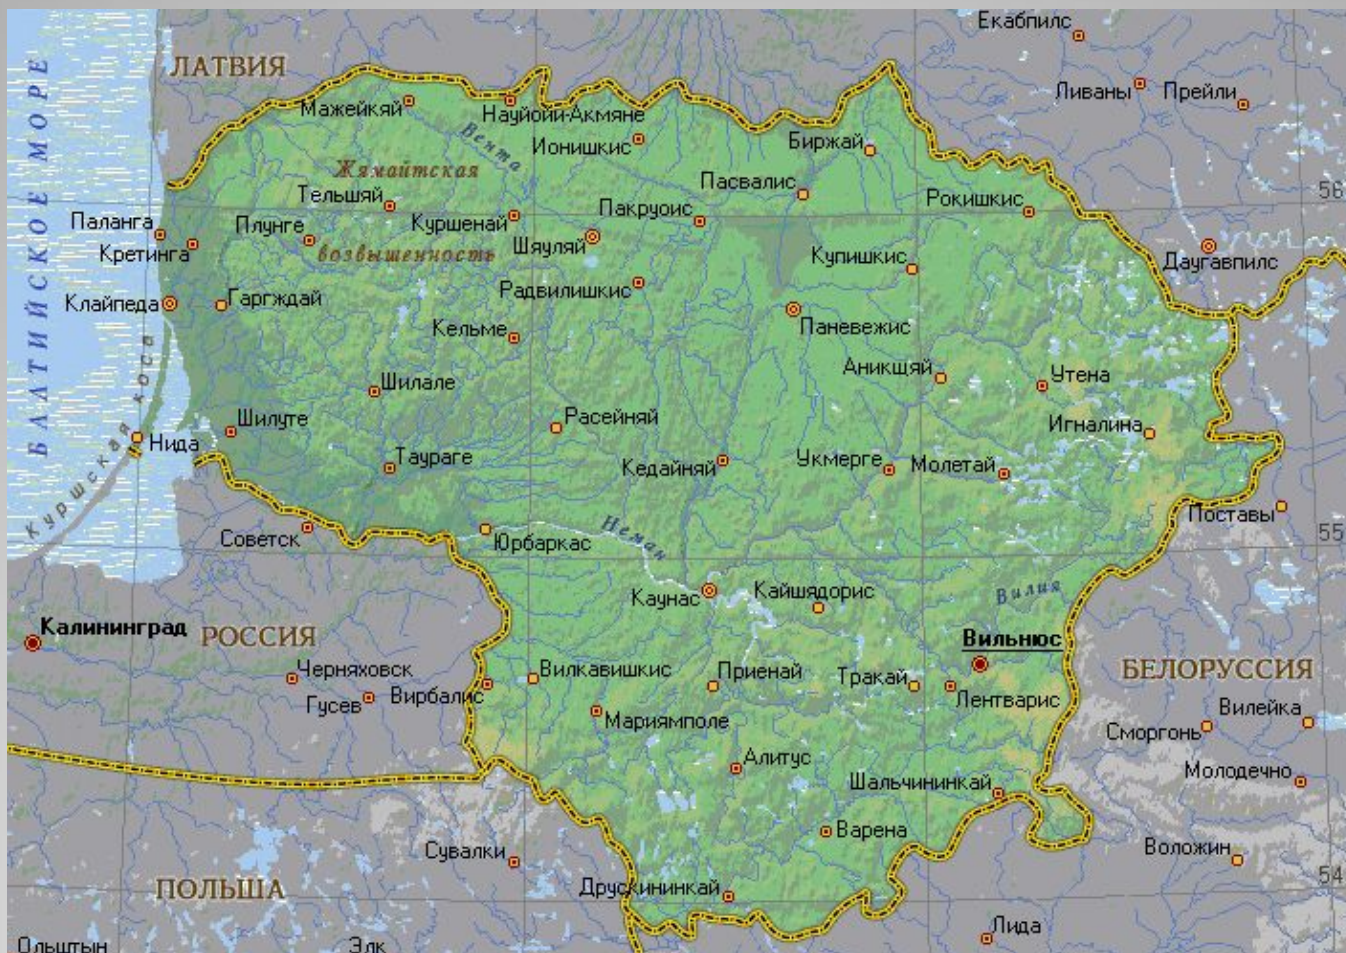 Екабпилс
ЛАТВИЯ
Ливаны
Прейли
Мажейкяй
Науйойи-Акмяне
Ионишкис
Биржай
Вента
Жямайтская
возвышенность
Тельшяй
Пасвалис
Рокишкис
56
Паланга
Плунге
Куршенай
Пакруоис
Кретинга
Шяуляй
Купишкис
Даугавпилс
Клайпеда
Гаргждай
Радвилишкис
Кельме
Паневежис
БАЛТИЙСКОЕ МОРЕ
Куршская коса
Шилале
Аникщяй
Утена
Шилуте
Расейняй
Игналина
Нида
Таураге
Кедайняй
Укмерге
Молетай
Поставы
Советск
Юрбаркас
Неман
55
Каунас
Кайшядорис
Вилия
Калининград
РОССИЯ
Вильнюс
БЕЛОРУССИЯ
Черняховск
Вирбалис
Вилкавишкис
Приенай
Тракай
Лентварис
Гусев
Мариямполе
Вилейка
Сморгонь
Алитус
Шальчининкай
Молодечно
Варена
Сувалки
Воложин
ПОЛЬША
Друскининкай
54
Лида
Ольштын
Элк